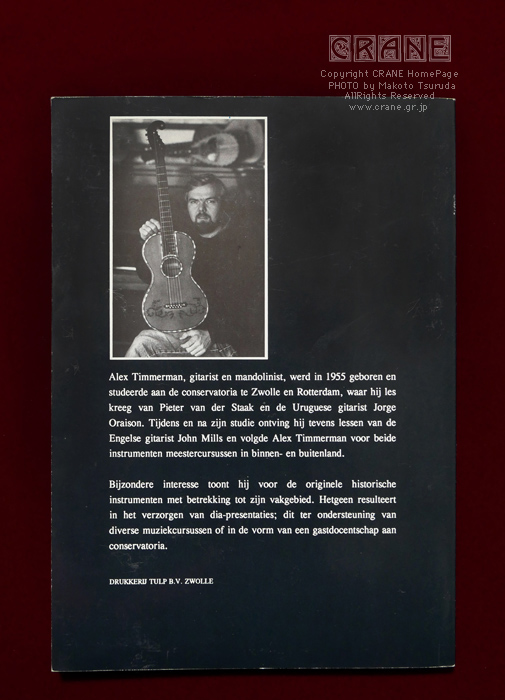 CRANE
Copyright CRANE HomePage
PHOTO by Makoto Tsuruda
AllRights Reserved
www.crane.gr.jp
Alex Timmerman, gitarist en mandolinist, werd in 1955 geboren en
studeerde aan de conservatoria te Zwolle en Rotterdam, waar hij les
kreeg van Pieter van der Staak en de Uruguese gitarist Jorge
Oraison. Tijdens en na zijn studie ontving hij tevens lessen van de
Engelse gitarist John Mills en volgde Alex Timmerman voor beide
instrumenten meestercursussen in binnen- en buitenland.
Bijzondere interesse toont hij voor de originele historische
instrumenten met betrekking tot zijn vakgebied. Hetgeen resulteert
in het verzorgen van dia-presentaties; dit ter ondersteuning van
diverse muziekcursussen of in de vorm van een gastdocentschap aan
conservatoria.
DRUKKERIJ TULP B.V. ZWOLLE